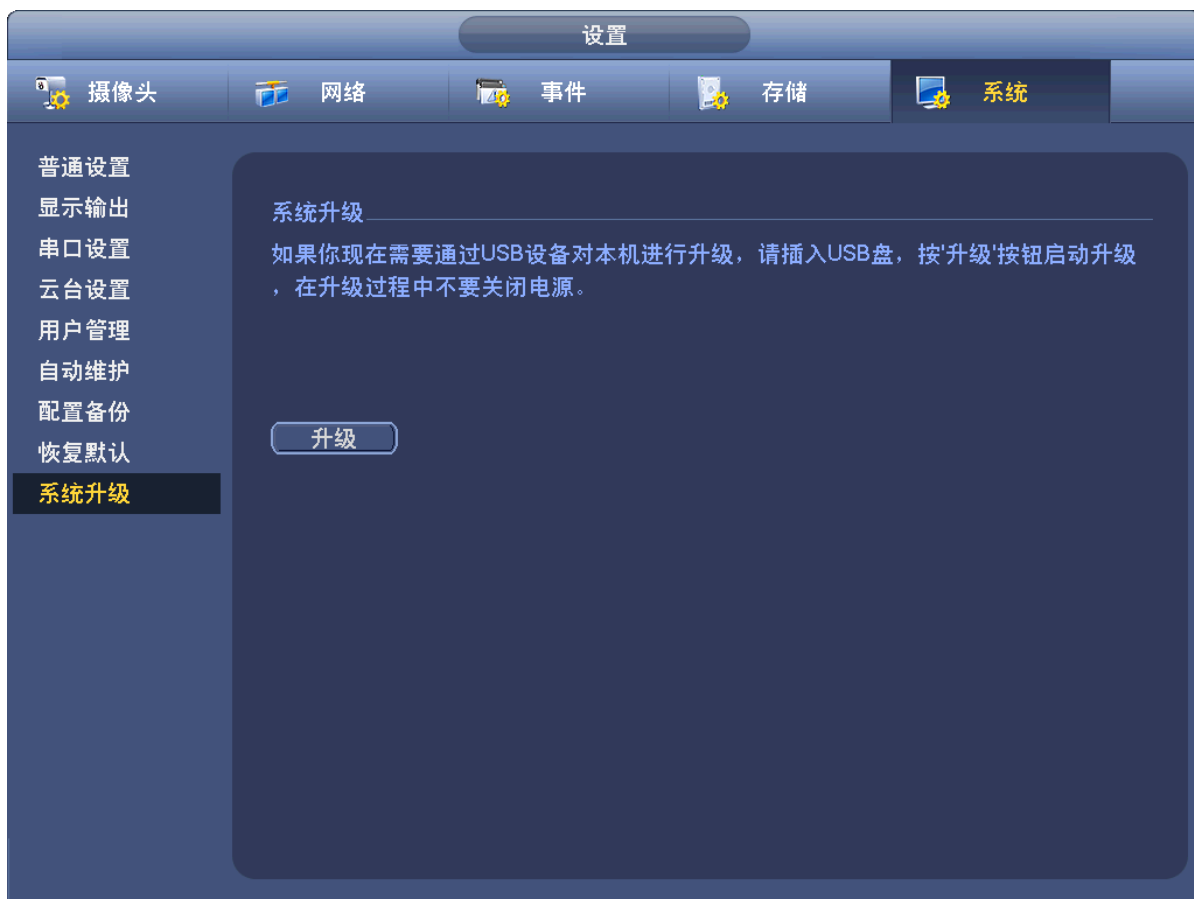 设置
摄像头
网络
事件
存储
系统
普通设置
显示输出
串口设置
云台设置
用户管理
自动维护
配置备份
恢复默认
系统升级
系统升级
如果你现在需要通过USB设备对本机进行升级，请插入USB盘，按'升级'按钮启动升级
，在升级过程中不要关闭电源。
升级